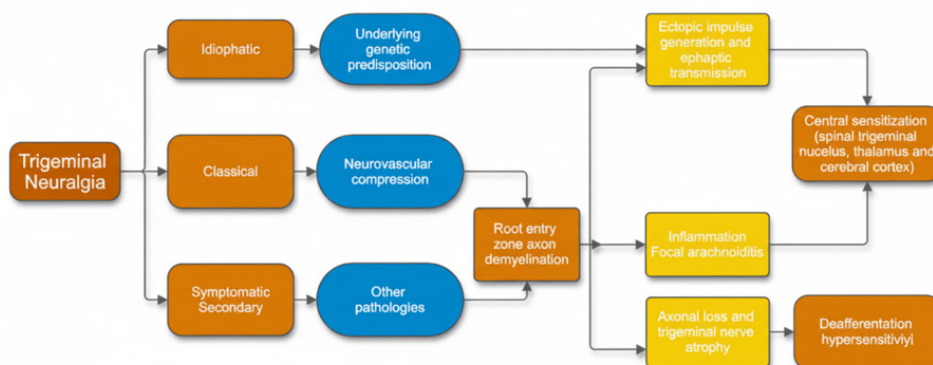 Trigeminal
Neuralgia
Idiophatic
Underlying
genetic
predisposition
Ectopic impulse
generation and
ephaptic
transmission
Classical
Neurovascular
compression
Root entry
zone axon
demyelination
Central sensitization
(spinal trigeminal
nucelus, thalamus and
cerebral cortex)
Inflammation
Focal arachnoiditis
Symptomatic
Secondary
Other
pathologies
Axonal loss and
trigeminal nerve
atrophy
Deafferentation
hypersensitivlyi